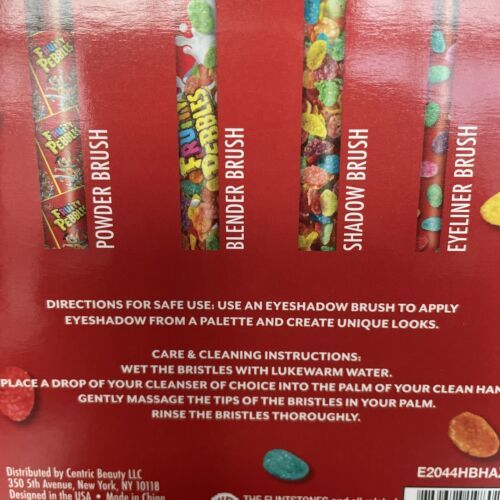 FRUITY
PEBBLES
FRUITY
PEBBLES
FRUITY
PEBBLES
POWDER BRUSH
FRUITY
PEBBLES
BLENDER BRUSH
SHADOW BRUSH
EYELINER BRUSH
DIRECTIONS FOR SAFE USE: USE AN EYESHADOW BRUSH TO APPLY
EYESHADOW FROM A PALETTE AND CREATE UNIQUE LOOKS.
CARE & CLEANING INSTRUCTIONS:
WET THE BRISTLES WITH LUKEWARM WATER.
PLACE A DROP OF YOUR CLEANSER OF CHOICE INTO THE PALM OF YOUR CLEAN HAN
GENTLY MASSAGE THE TIPS OF THE BRISTLES IN YOUR PALM.
RINSE THE BRISTLES THOROUGHLY.
Distributed by Centric Beauty LLC
350 5th Avenue, New York, NY 10118
Designed in the USA • Made in China
E2044HBHA
THE FLINTSTONES and all